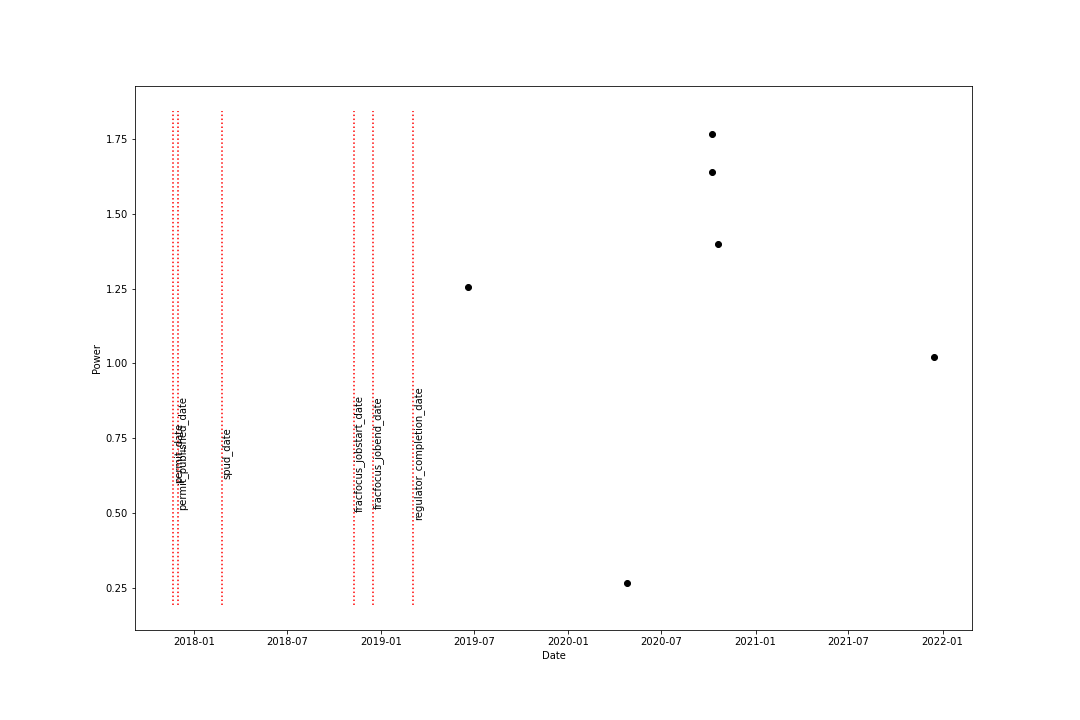 1.75
1.50
1.25
1.00
0.75
0.50
0.25
Power
permit_date
permit_published_date
spud_date
fracfocus_jobstart_date
fracfocus_jobend_date
regulator_completion_date
2018-01
2018-07
2019-01
2019-07
2020-01
2020-07
2021-01
2021-07
2022-01
Date